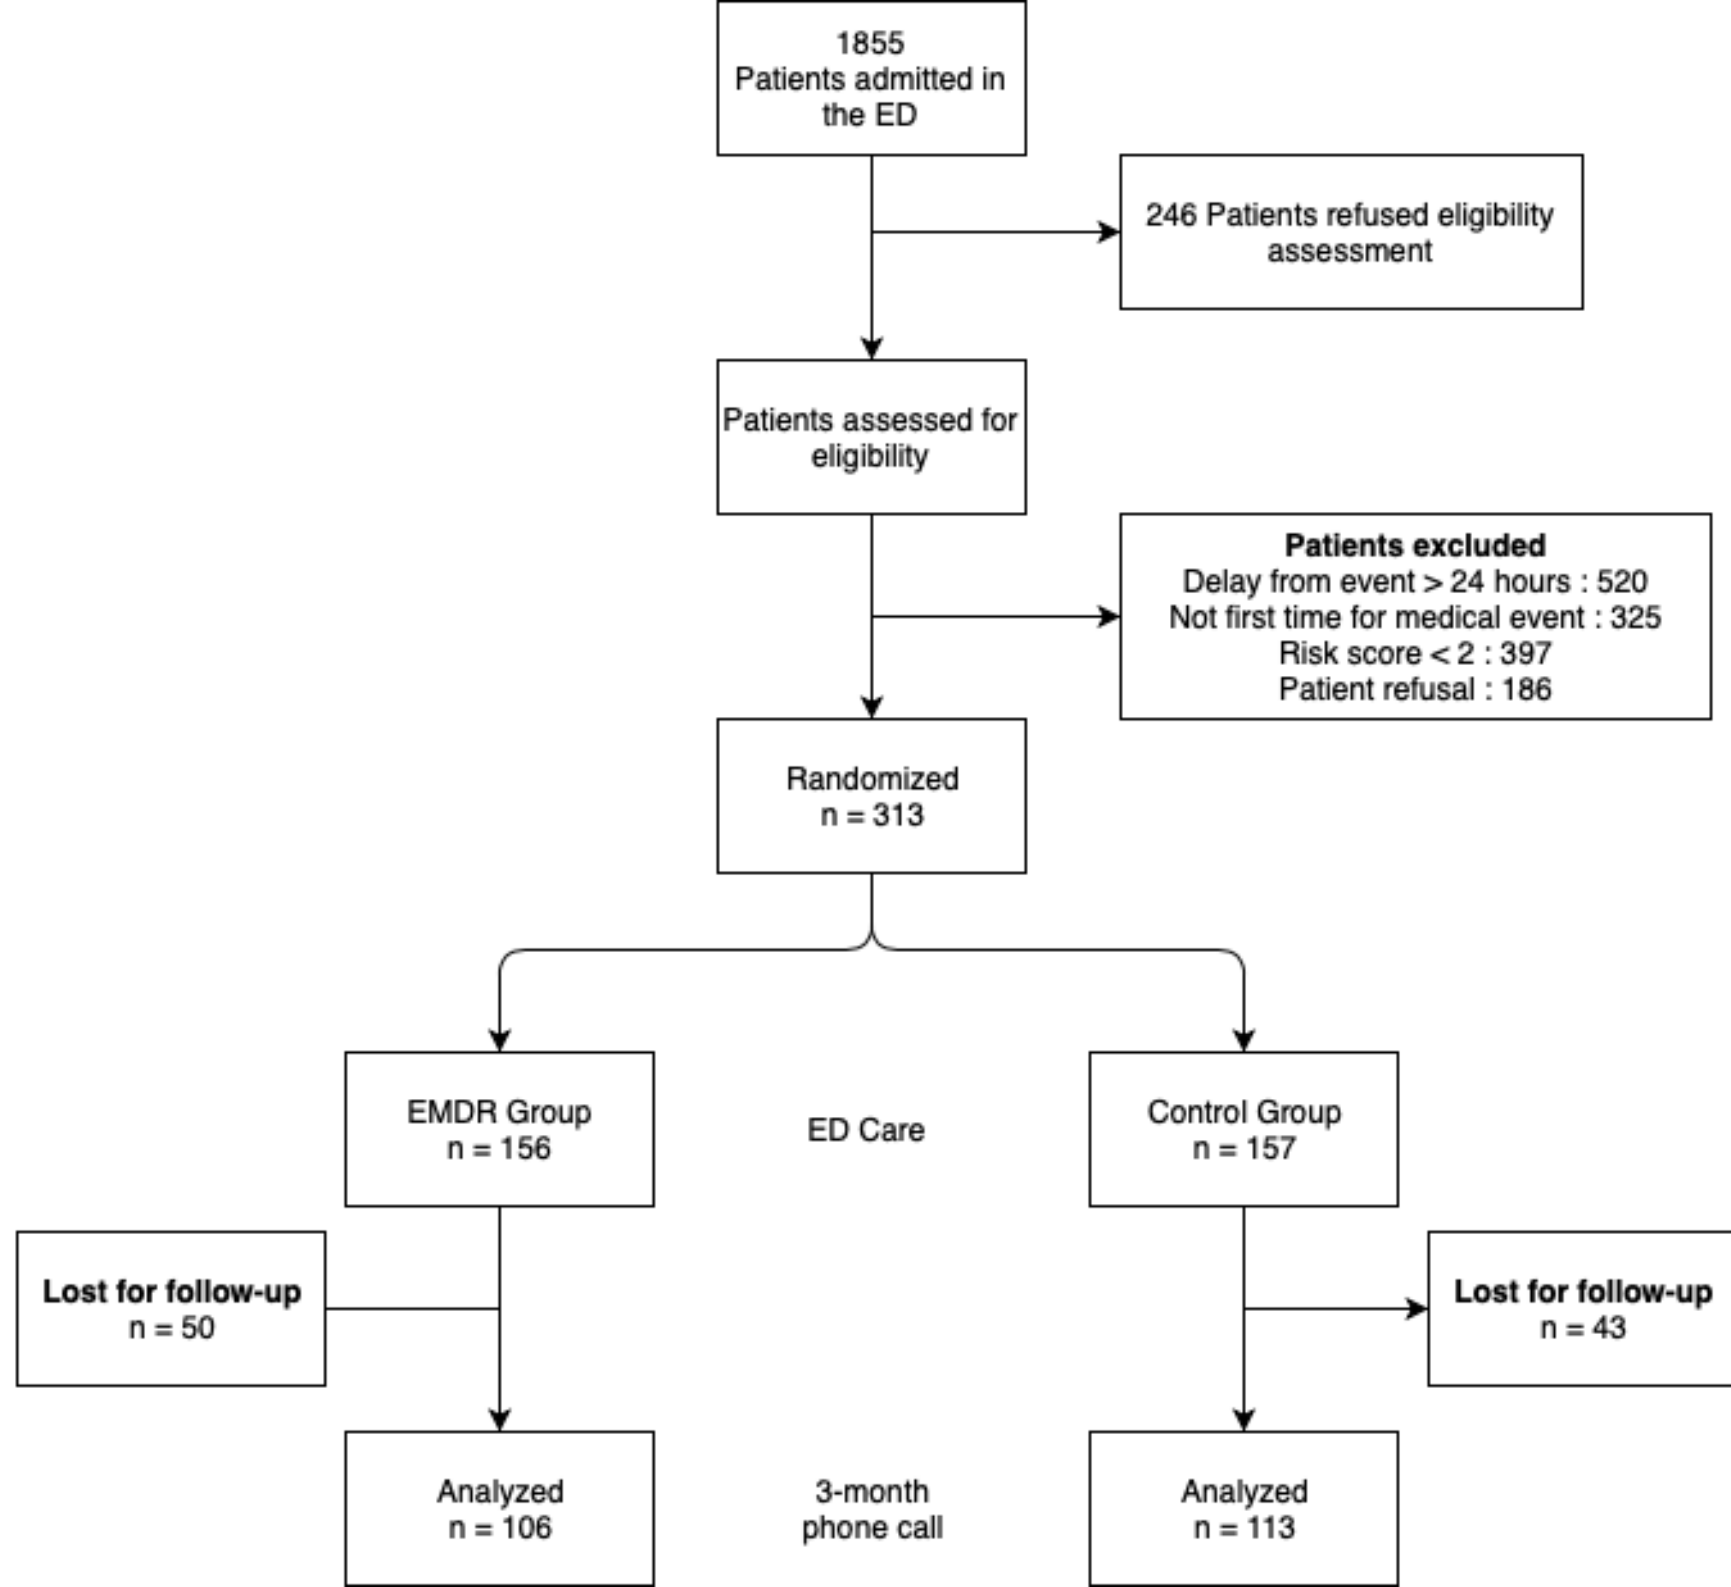 1855
Patients admitted in
the ED
246 Patients refused eligibility
assessment
Patients assessed for
eligibility
Patients excluded
Delay from event > 24 hours : 520
Not first time for medical event : 325
Risk score < 2 : 397
Patient refusal : 186
Randomized
n = 313
EMDR Group
n = 156
ED Care
Control Group
n = 157
Lost for follow-up
n = 50
Lost for follow-up
n = 43
Analyzed
n = 106
3-month
phone call
Analyzed
n = 113